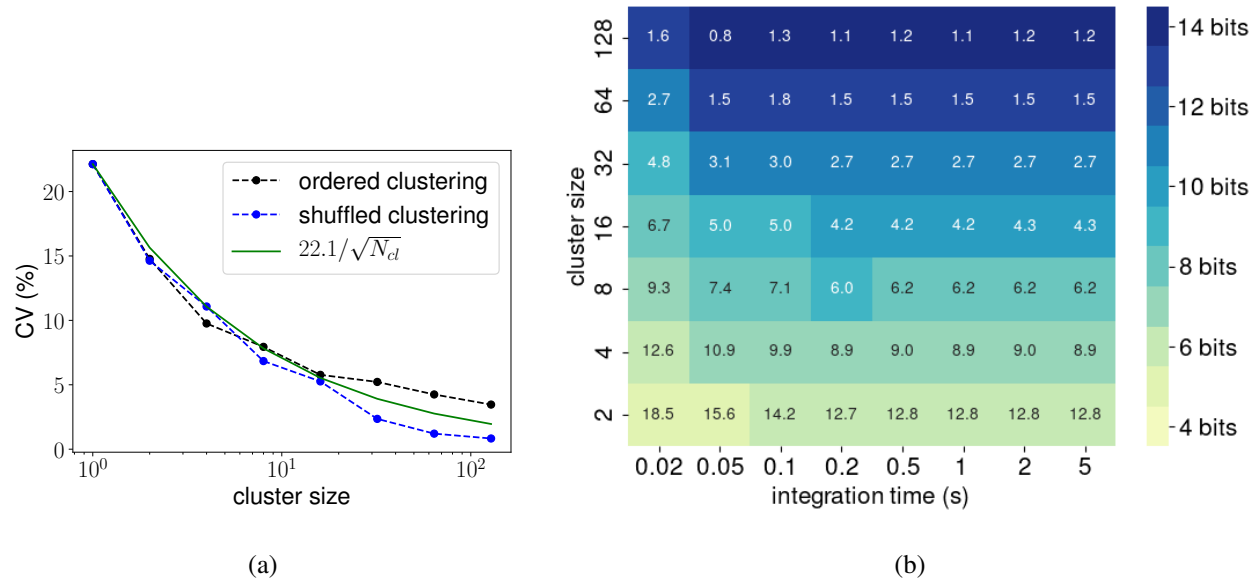 20
15
10
5
0
CV (%)
10^0
10^1
10^2
cluster size
ordered clustering
shuffled clustering
22.1/√N_cl
(a)
cluster size
128 1.6 0.8 1.3 1.1 1.2 1.1 1.2 1.2
64 2.7 1.5 1.8 1.5 1.5 1.5 1.5 1.5
32 4.8 3.1 3.0 2.7 2.7 2.7 2.7 2.7
16 6.7 5.0 5.0 4.2 4.2 4.2 4.3 4.3
8 9.3 7.4 7.1 6.0 6.2 6.2 6.2 6.2
4 12.6 10.9 9.9 8.9 9.0 8.9 9.0 8.9
2 18.5 15.6 14.2 12.7 12.8 12.8 12.8 12.8
0.02 0.05 0.1 0.2 0.5 1 2 5
integration time (s)
14 bits
12 bits
10 bits
8 bits
6 bits
4 bits
(b)